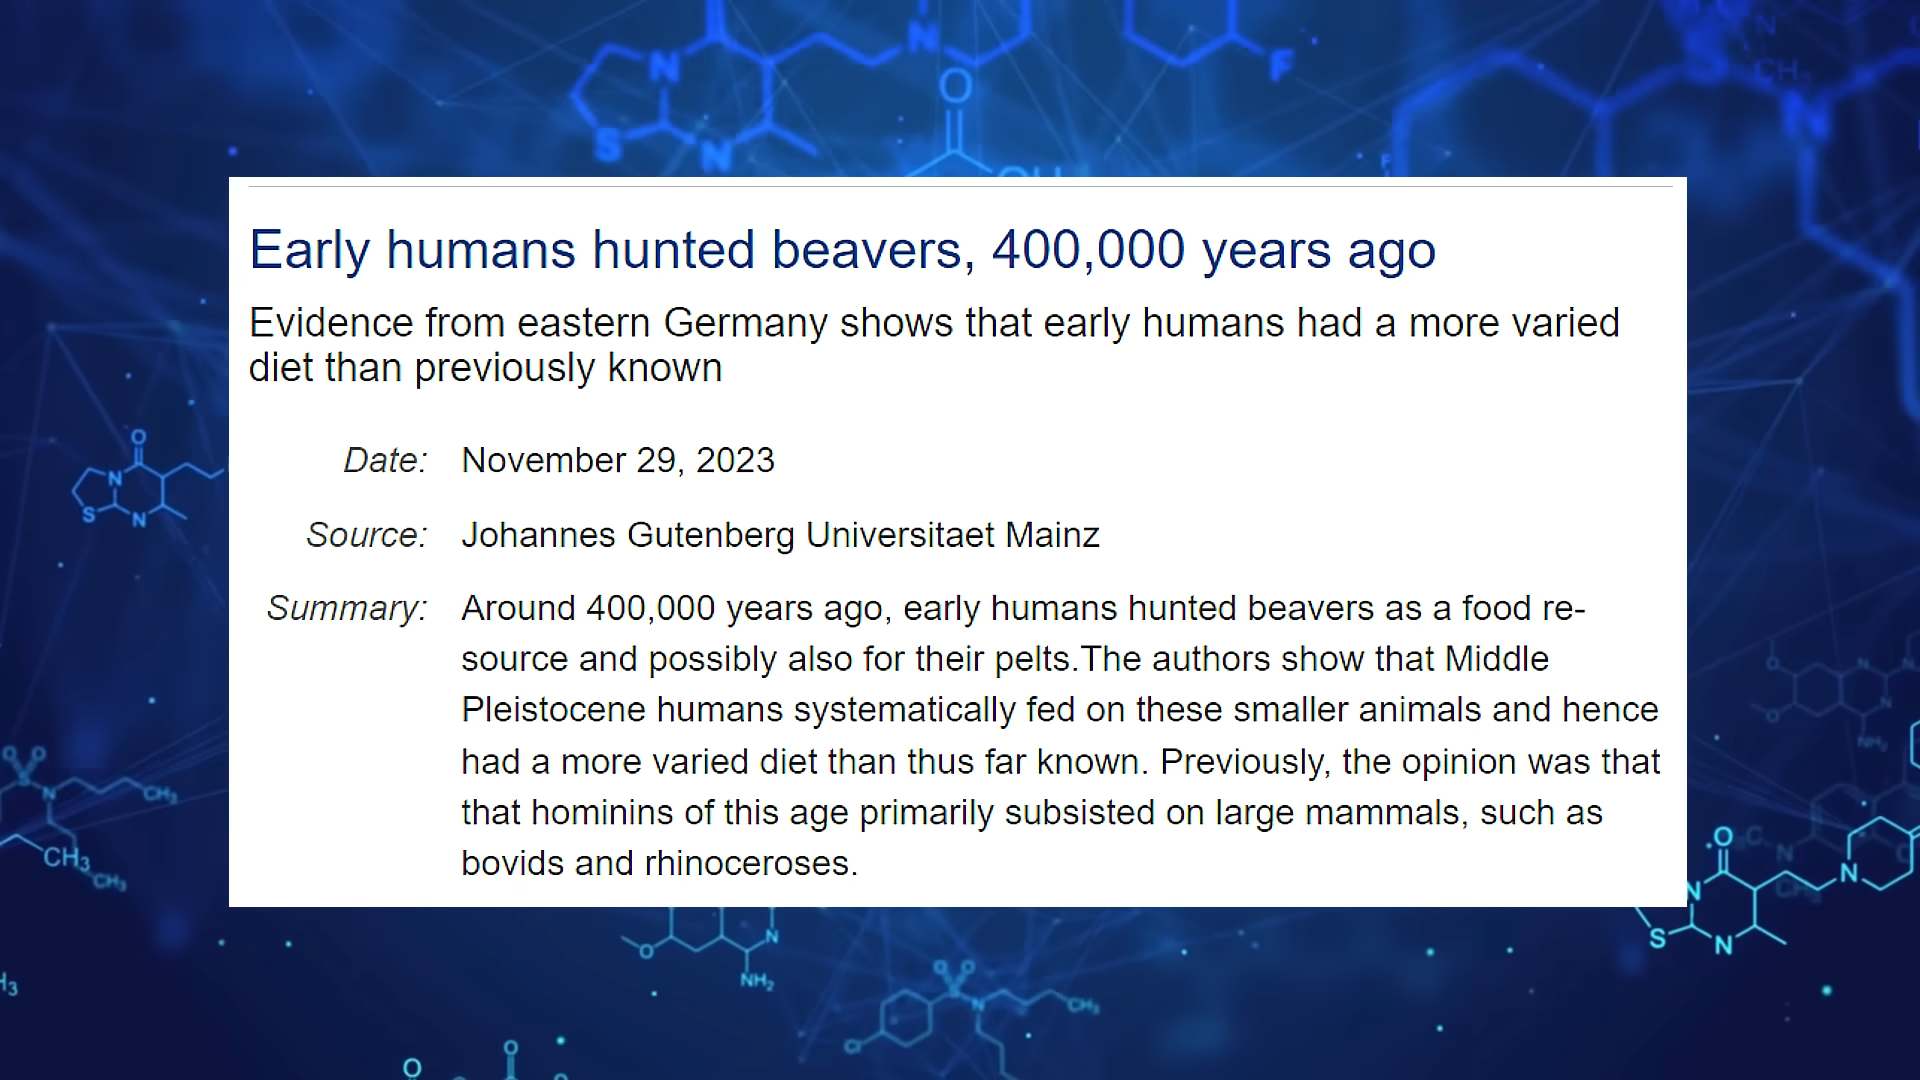 Early humans hunted beavers, 400,000 years ago
Evidence from eastern Germany shows that early humans had a more varied
diet than previously known
Date: November 29, 2023
Source: Johannes Gutenberg Universitaet Mainz
Summary: Around 400,000 years ago, early humans hunted beavers as a food re-
source and possibly also for their pelts.The authors show that Middle
Pleistocene humans systematically fed on these smaller animals and hence
had a more varied diet than thus far known. Previously, the opinion was that
that hominins of this age primarily subsisted on large mammals, such as
bovids and rhinoceroses.